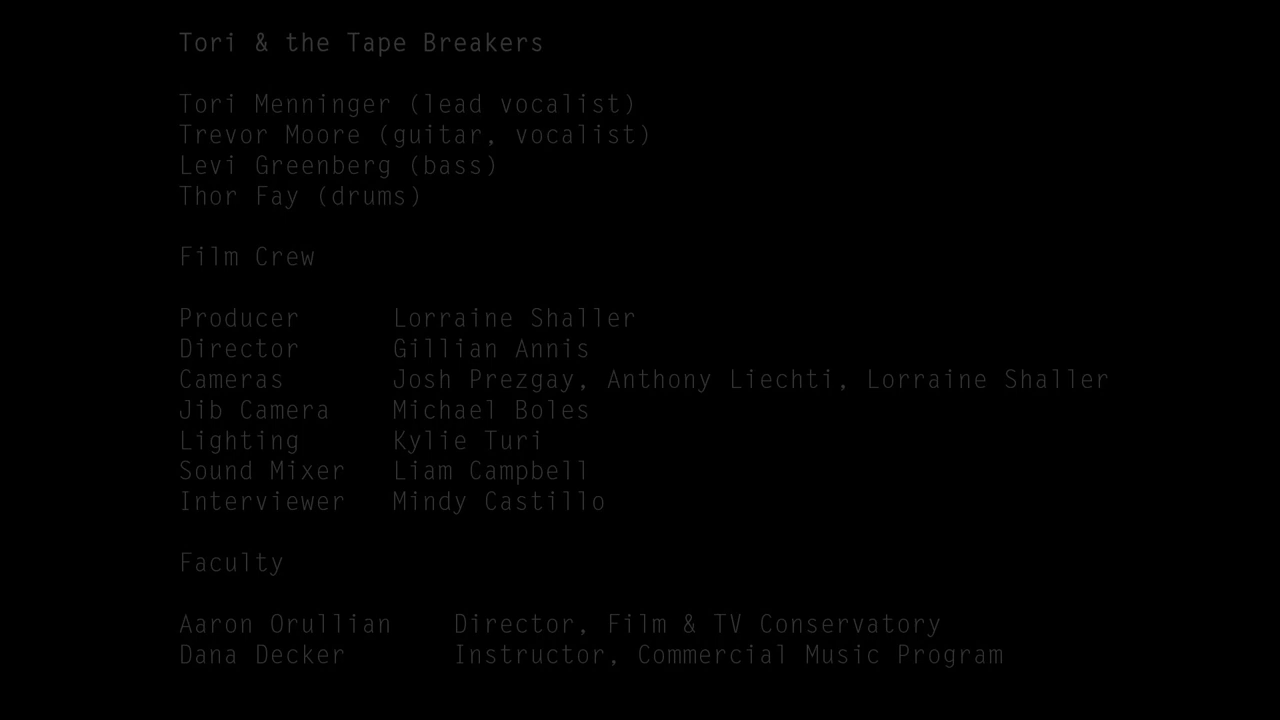 Tori & the Tape Breakers
Tori Menninger (lead vocalist)
Trevor Moore (guitar, vocalist)
Levi Greenberg (bass)
Thor Fay (drums)
Film Crew
Producer Lorraine Shaller
Director Gillian Annis
Cameras Josh Prezgay, Anthony Liechti, Lorraine Shaller
Jib Camera Michael Boles
Lighting Kylie Turi
Sound Mixer Liam Campbell
Interviewer Mindy Castillo
Faculty
Aaron Orullian Director, Film & TV Conservatory
Dana Decker Instructor, Commercial Music Program